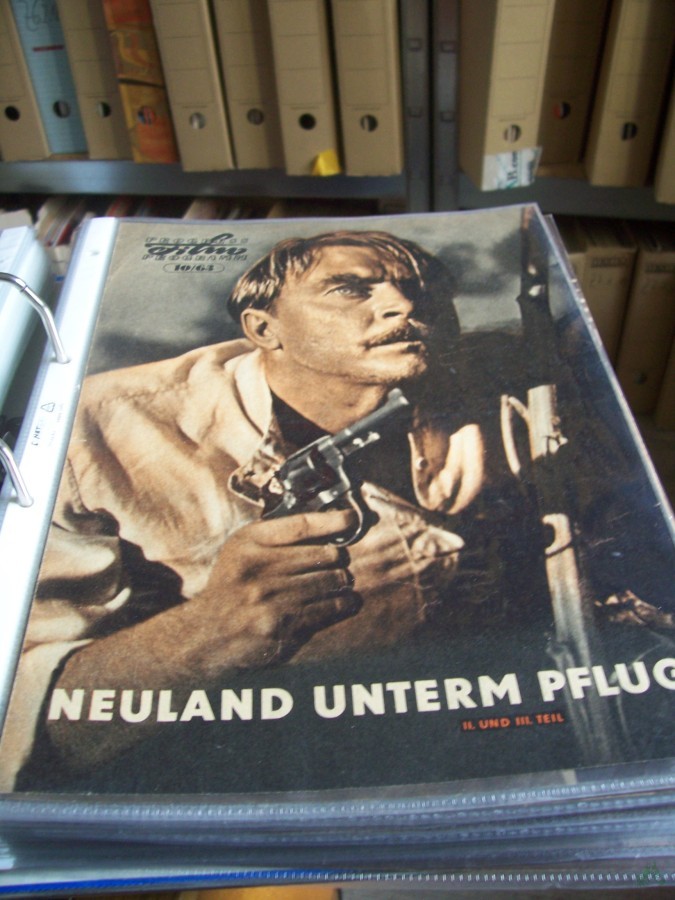 PROGRESS
Film
PROGRAMM
10/63
NEULAND UNTERM PFLUG
II. UND III. TEIL